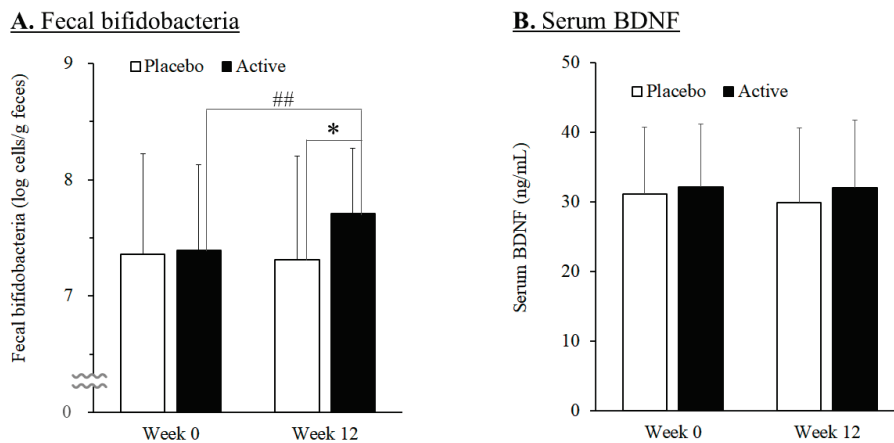 A. Fecal bifidobacteria
Fecal bifidobacteria (log cells/g feces)
9
8
7
0
Placebo Active
##
*
Week 0 Week 12
B. Serum BDNF
Serum BDNF (ng/mL)
50
40
30
20
10
0
Placebo Active
Week 0 Week 12